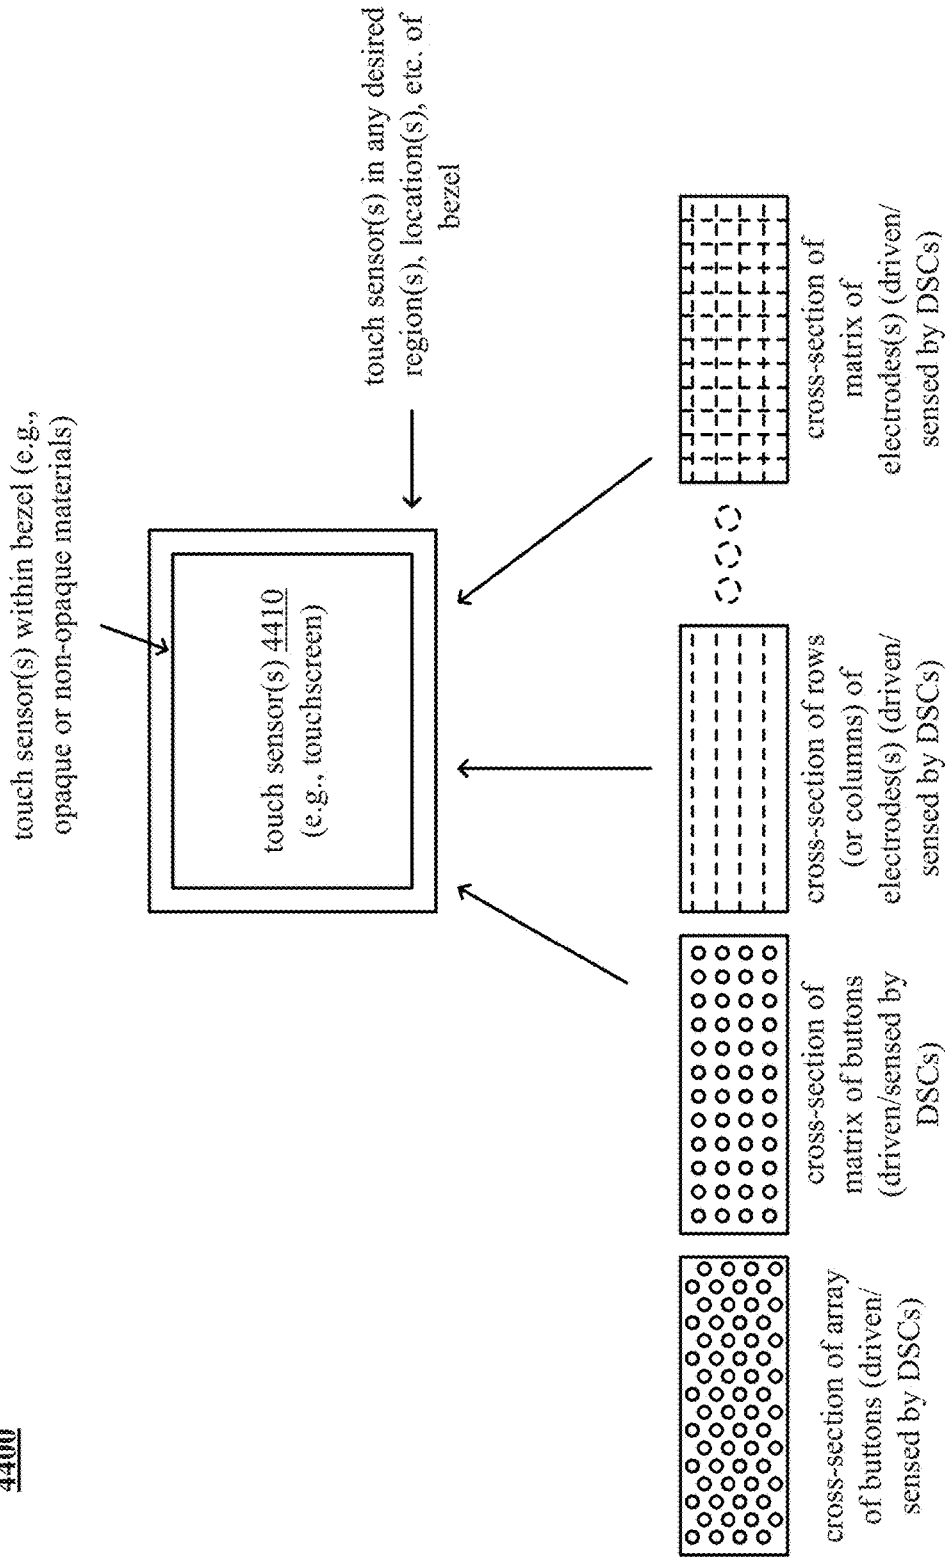 4400
touch sensor(s) within bezel (e.g.,
opaque or non-opaque materials)
touch sensor(s) 4410
(e.g., touchscreen)
touch sensor(s) in any desired
region(s), location(s), etc. of
bezel
cross-section of array
of buttons (driven/
sensed by DSCs)
cross-section of
matrix of buttons
(driven/sensed by
DSCs)
cross-section of rows
(or columns) of
electrodes(s) (driven/
sensed by DSCs)
cross-section of
matrix of
electrodes(s) (driven/
sensed by DSCs)